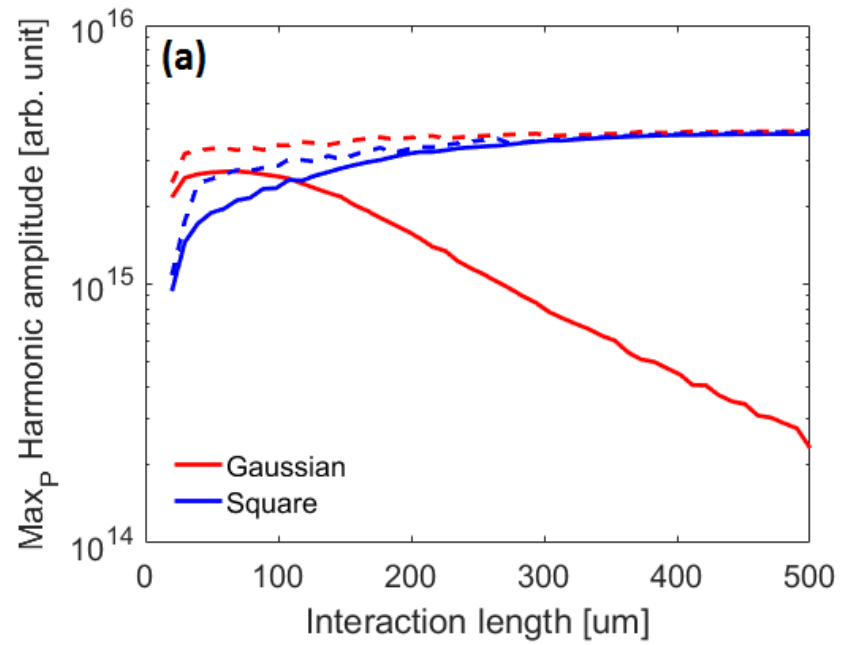 (a)
Max_P Harmonic amplitude [arb. unit]
10^16
10^15
10^14
Gaussian
Square
0 100 200 300 400 500
Interaction length [um]